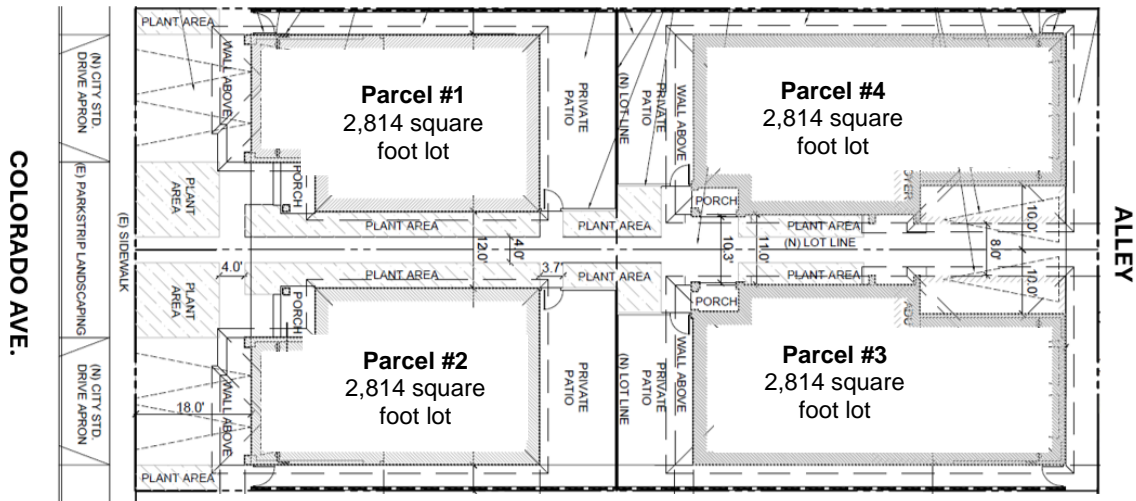 COLORADO AVE.
(N) CITY STD.
DRIVE APRON
(E) PARKSTRIP LANDSCAPING
(N) CITY STD.
DRIVE APRON
(E) SIDEWALK
PLANT AREA
WALL ABOVE
Parcel #1
2,814 square
foot lot
PRIVATE
PATIO
(N) LOT LINE
PRIVATE
PATIO
WALL ABOVE
Parcel #4
2,814 square
foot lot
PLANT
AREA
PORCH
PLANT AREA
PLANT AREA
PORCH
PLANT AREA
(N) LOT LINE
10.0'
4.0'
12.0'
4.0'
3.7'
10.3'
11.0'
8.0'
10.0'
PLANT AREA
PLANT AREA
PLANT AREA
PLANT
AREA
PORCH
PORCH
Parcel #2
2,814 square
foot lot
PRIVATE
PATIO
(N) LOT LINE
PRIVATE
PATIO
WALL ABOVE
Parcel #3
2,814 square
foot lot
18.0'
WALL ABOVE
PLANT AREA
ALLEY